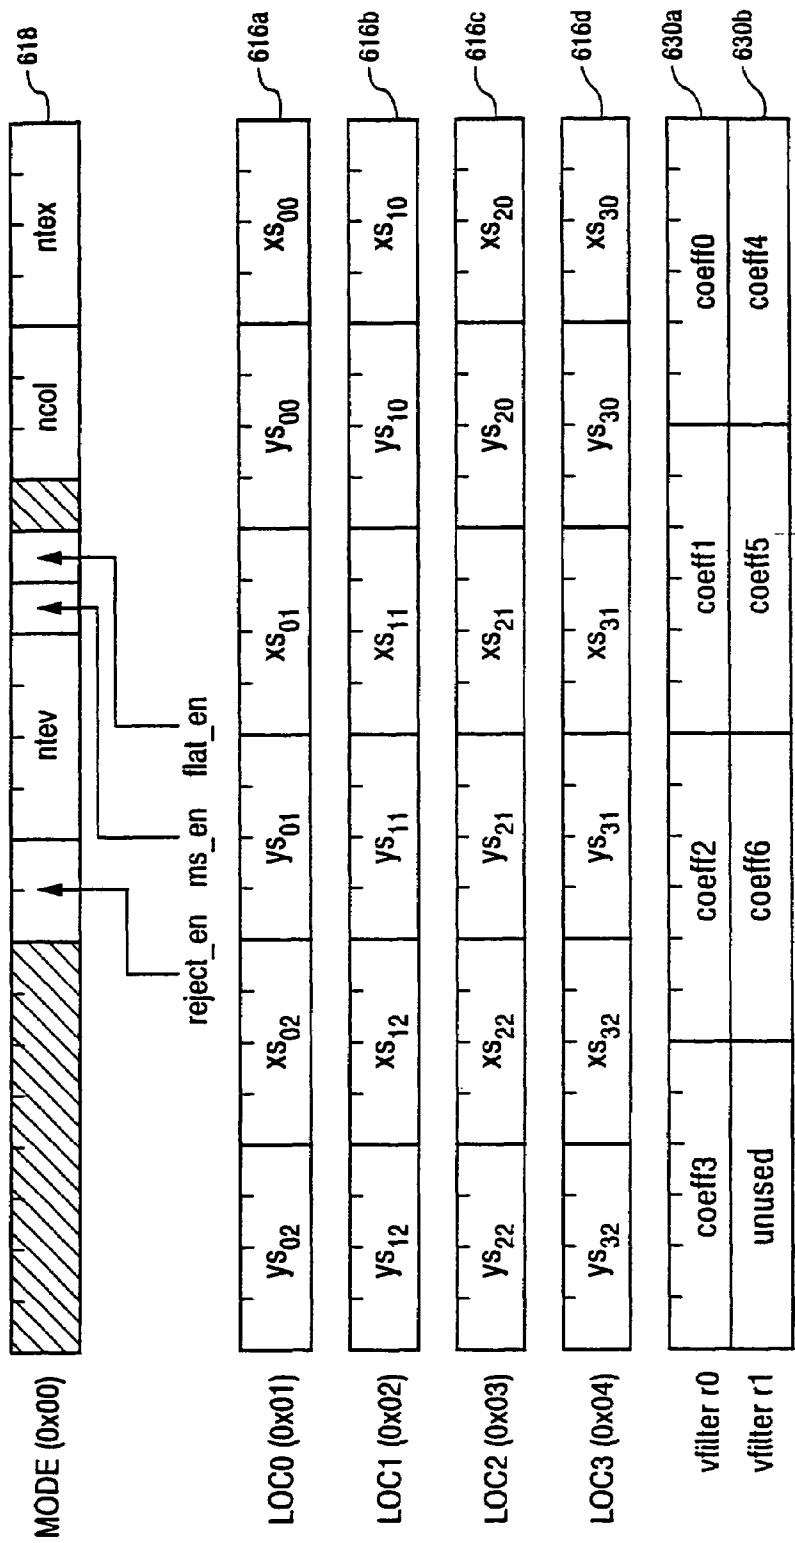 MODE (0x00) ntev ncol ntex 618
reject_en ms_en flat_en
LOC0 (0x01) ys02 xs02 ys01 xs01 ys00 xs00 616a
LOC1 (0x02) ys12 xs12 ys11 xs11 ys10 xs10 616b
LOC2 (0x03) ys22 xs22 ys21 xs21 ys20 xs20 616c
LOC3 (0x04) ys32 xs32 ys31 xs31 ys30 xs30 616d
vfilter r0 coeff3 coeff2 coeff1 coeff0 630a
vfilter r1 unused coeff6 coeff5 coeff4 630b